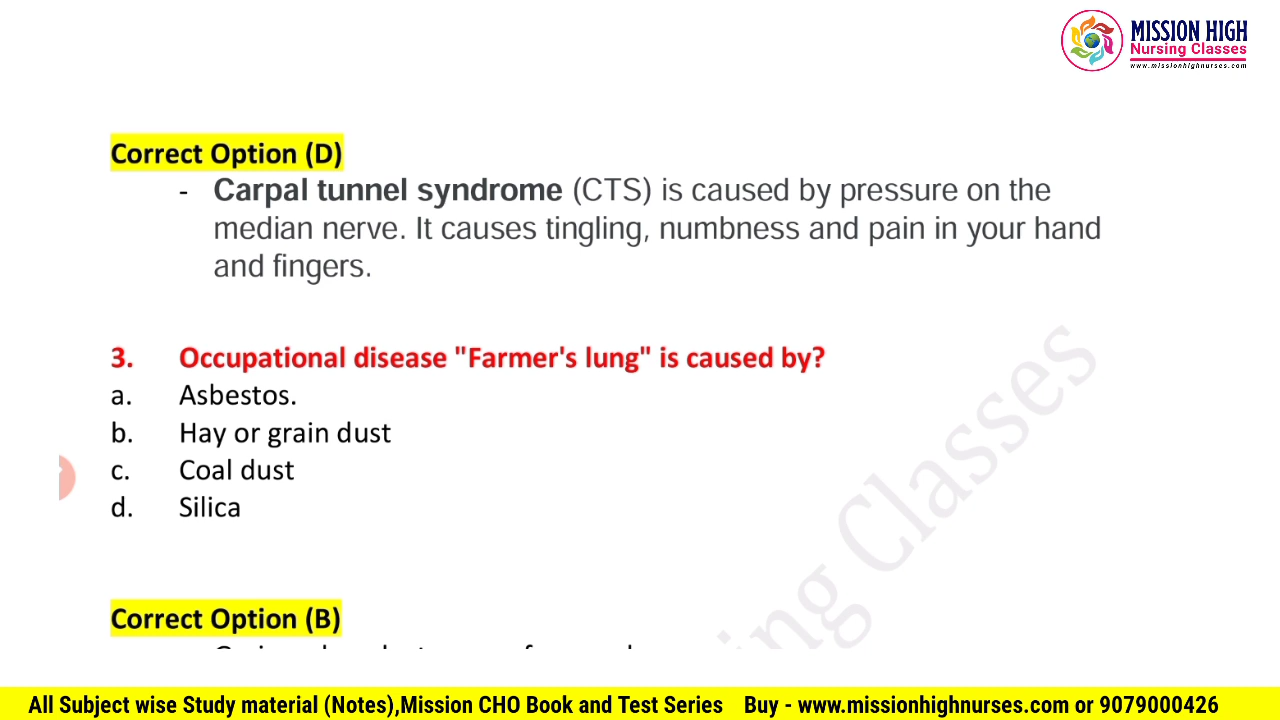 MISSION HIGH
Nursing Classes
www.missionhighnurses.com
Correct Option (D)
- Carpal tunnel syndrome (CTS) is caused by pressure on the
median nerve. It causes tingling, numbness and pain in your hand
and fingers.
3. Occupational disease "Farmer's lung" is caused by?
a. Asbestos.
b. Hay or grain dust
c. Coal dust
d. Silica
ing Classes
Correct Option (B)
All Subject wise Study material (Notes),Mission CHO Book and Test Series Buy - www.missionhighnurses.com or 9079000426